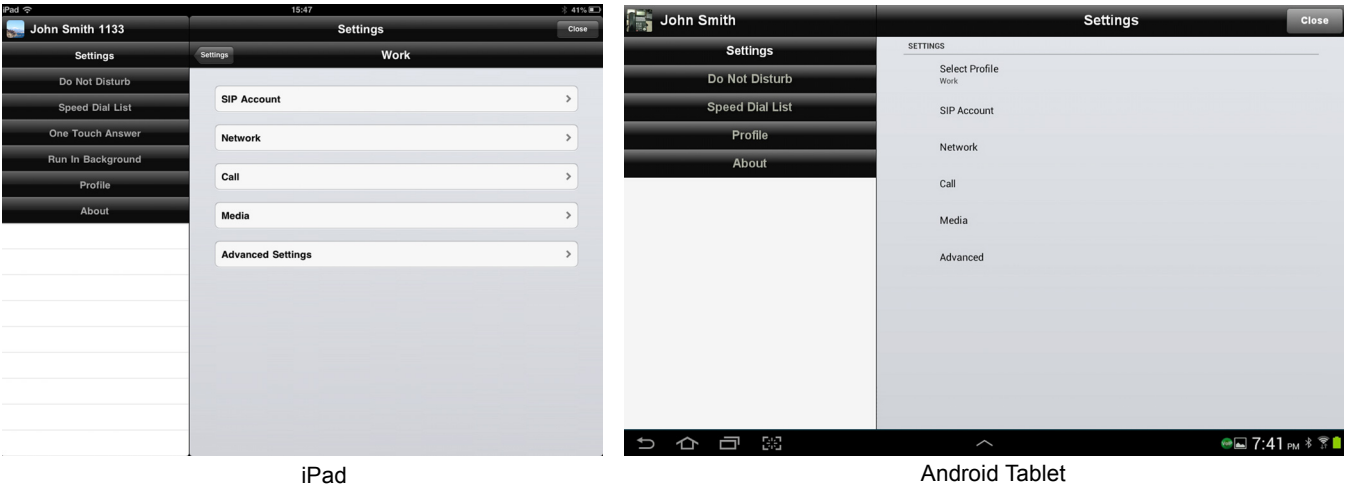 iPad 15:47 41%
John Smith 1133 Settings Close
Settings Settings Work
Do Not Disturb
Speed Dial List
One Touch Answer
Run In Background
Profile
About
SIP Account
Network
Call
Media
Advanced Settings
iPad
John Smith Settings Close
Settings
Do Not Disturb
Speed Dial List
Profile
About
SETTINGS
Select Profile
Work
SIP Account
Network
Call
Media
Advanced
7:41 PM
Android Tablet